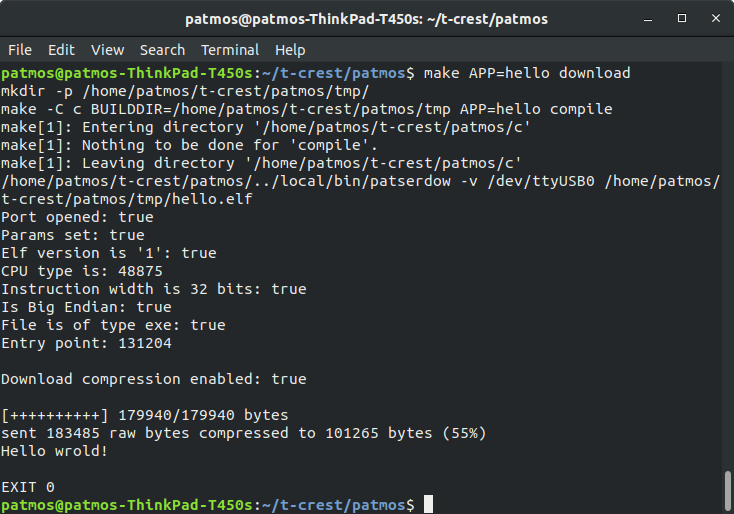 patmos@patmos-ThinkPad-T450s: ~/t-crest/patmos
File Edit View Search Terminal Help
patmos@patmos-ThinkPad-T450s:~/t-crest/patmos$ make APP=hello download
mkdir -p /home/patmos/t-crest/patmos/tmp/
make -C c BUILDDIR=/home/patmos/t-crest/patmos/tmp APP=hello compile
make[1]: Entering directory '/home/patmos/t-crest/patmos/c'
make[1]: Nothing to be done for 'compile'.
make[1]: Leaving directory '/home/patmos/t-crest/patmos/c'
/home/patmos/t-crest/patmos/../local/bin/patserdow -v /dev/ttyUSB0 /home/patmos/
t-crest/patmos/tmp/hello.elf
Port opened: true
Params set: true
Elf version is '1': true
CPU type is: 48875
Instruction width is 32 bits: true
Is Big Endian: true
File is of type exe: true
Entry point: 131204
Download compression enabled: true
[++++++++++] 179940/179940 bytes
sent 183485 raw bytes compressed to 101265 bytes (55%)
Hello wrold!
EXIT 0
patmos@patmos-ThinkPad-T450s:~/t-crest/patmos$